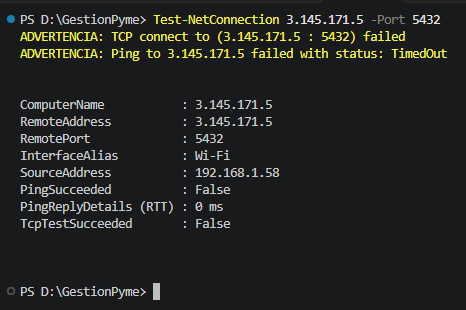 PS D:\GestionPyme> Test-NetConnection 3.145.171.5 -Port 5432
ADVERTENCIA: TCP connect to (3.145.171.5 : 5432) failed
ADVERTENCIA: Ping to 3.145.171.5 failed with status: TimedOut
ComputerName : 3.145.171.5
RemoteAddress : 3.145.171.5
RemotePort : 5432
InterfaceAlias : Wi-Fi
SourceAddress : 192.168.1.58
PingSucceeded : False
PingReplyDetails (RTT) : 0 ms
TcpTestSucceeded : False
PS D:\GestionPyme>